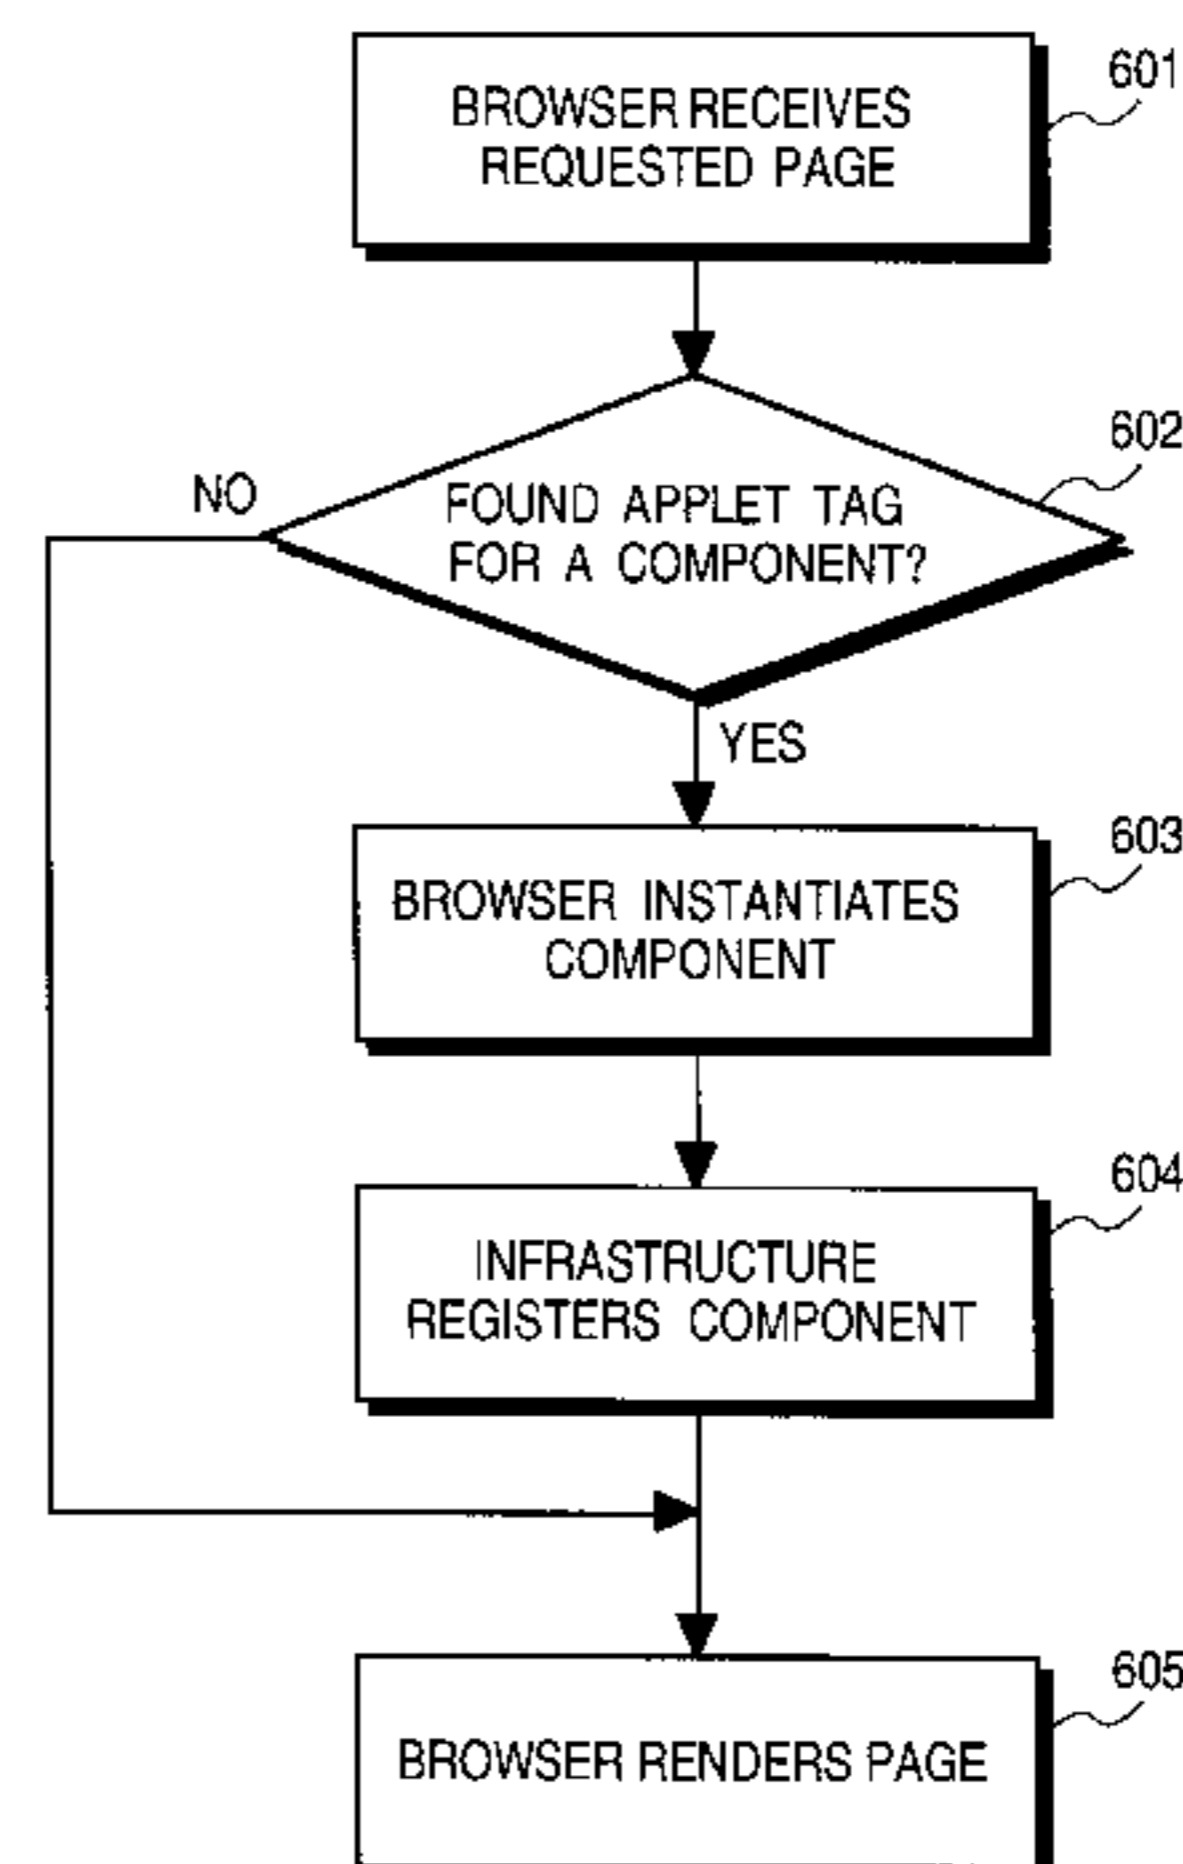 BROWSER RECEIVES
REQUESTED PAGE
601
602
NO
FOUND APPLET TAG
FOR A COMPONENT?
YES
603
BROWSER INSTANTIATES
COMPONENT
604
INFRASTRUCTURE
REGISTERS COMPONENT
605
BROWSER RENDERS PAGE